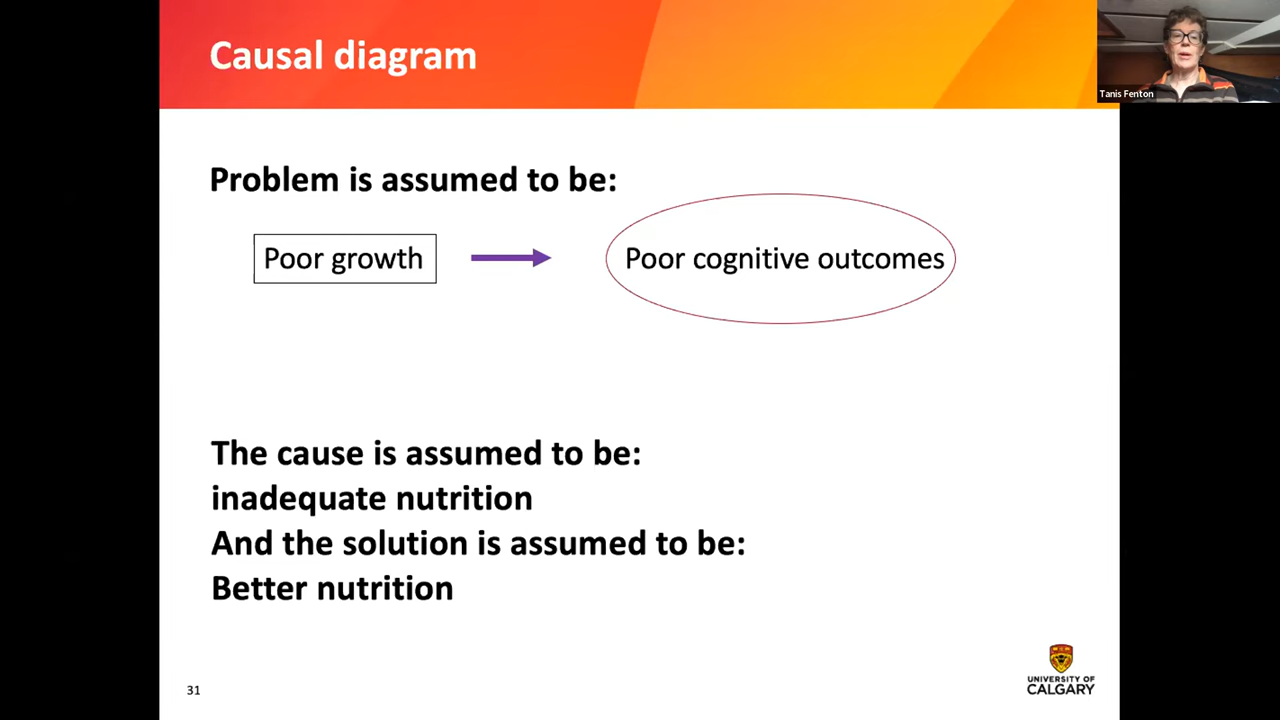 Causal diagram
Tanis Fenton
Problem is assumed to be:
Poor growth
Poor cognitive outcomes
The cause is assumed to be:
inadequate nutrition
And the solution is assumed to be:
Better nutrition
31
UNIVERSITY OF
CALGARY